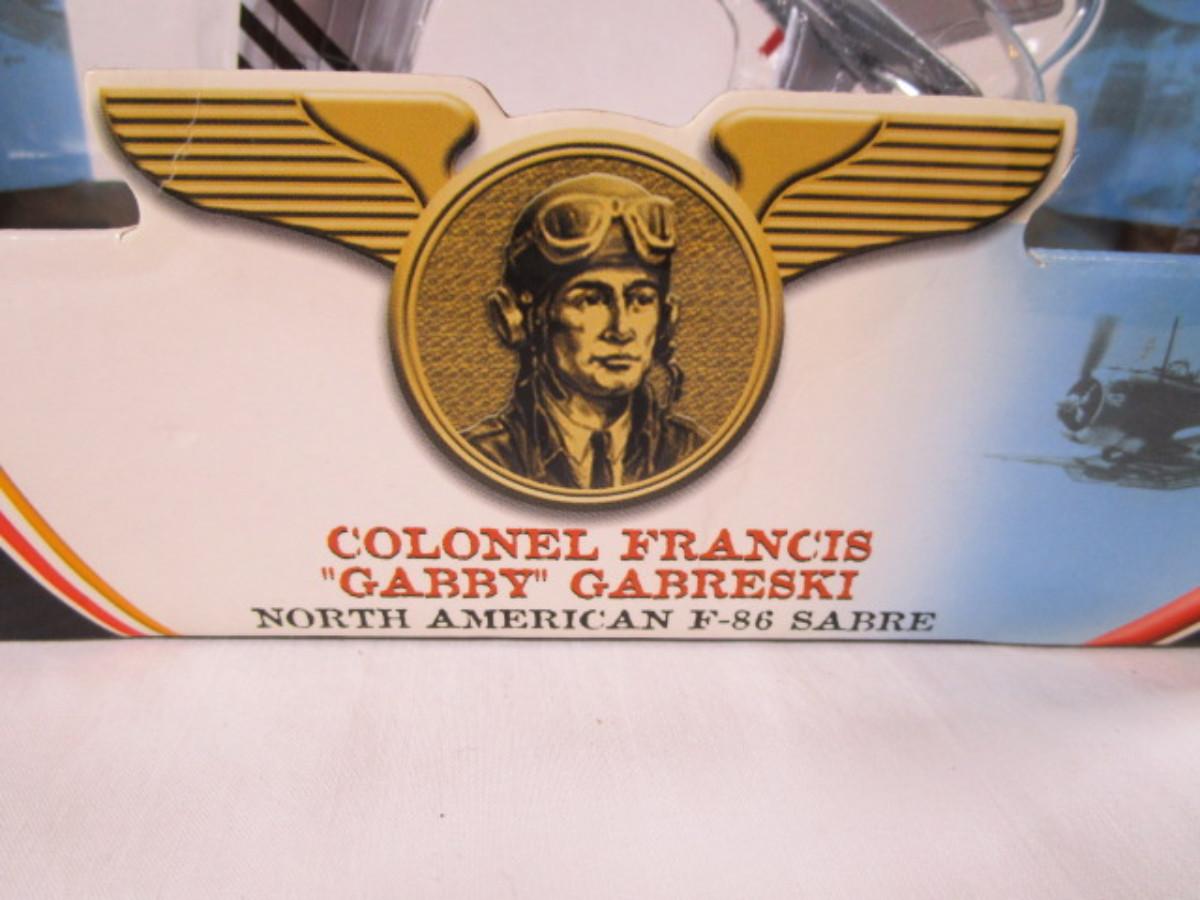 COLONEL FRANCIS
"GABBY" GABRESKI
NORTH AMERICAN F-86 SABRE